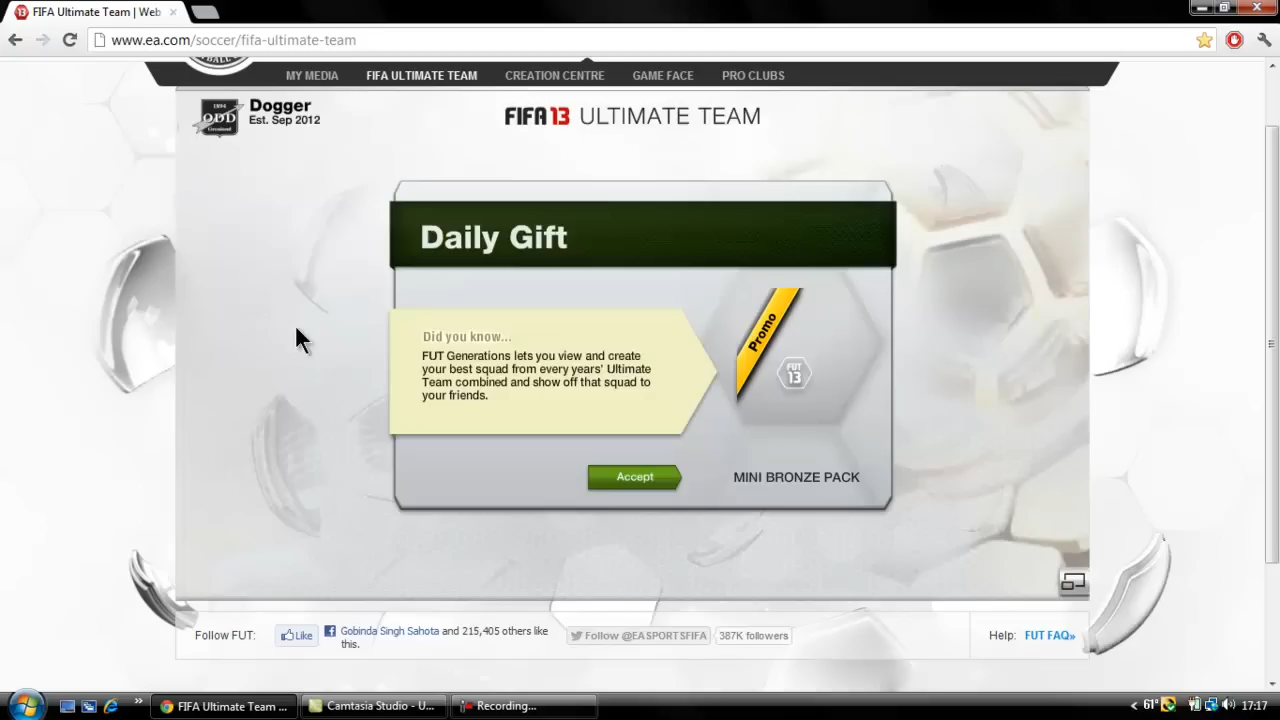 FIFA Ultimate Team | Web
www.ea.com/soccer/fifa-ultimate-team
MY MEDIA FIFA ULTIMATE TEAM CREATION CENTRE GAME FACE PRO CLUBS
1894
ODD
Dogger
Est. Sep 2012
FIFA 13 ULTIMATE TEAM
Daily Gift
Did you know...
FUT Generations lets you view and create
your best squad from every years' Ultimate
Team combined and show off that squad to
your friends.
Promo
FUT
13
Accept
MINI BRONZE PACK
Follow FUT:
Like
Gobinda Singh Sahota and 215,405 others like
this.
Follow @EASPORTSFIFA
387K followers
Help: FUT FAQ»
FIFA Ultimate Team ...
Camtasia Studio - U...
Recording...
61°
17:17